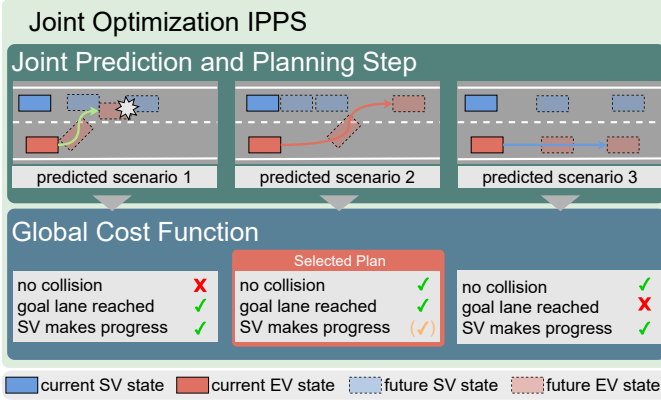 Joint Optimization IPPS
Joint Prediction and Planning Step
predicted scenario 1
predicted scenario 2
predicted scenario 3
Global Cost Function
no collision X
goal lane reached ✓
SV makes progress ✓
Selected Plan
no collision ✓
goal lane reached ✓
SV makes progress (✓)
no collision ✓
goal lane reached X
SV makes progress ✓
current SV state
current EV state
future SV state
future EV state